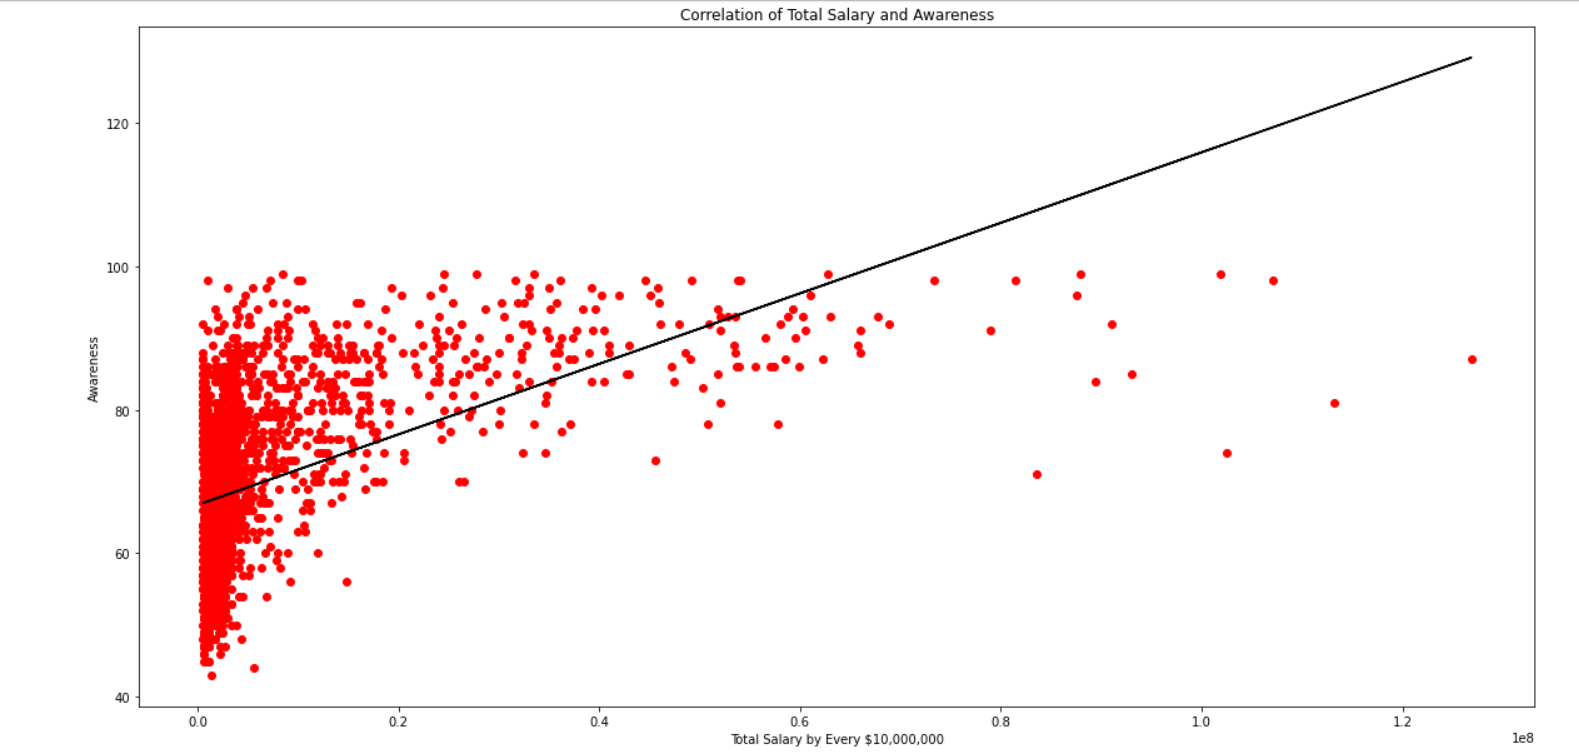 Correlation of Total Salary and Awareness
120
100
80
60
40
Awareness
0.0 0.2 0.4 0.6 0.8 1.0 1.2
1e8
Total Salary by Every $10,000,000